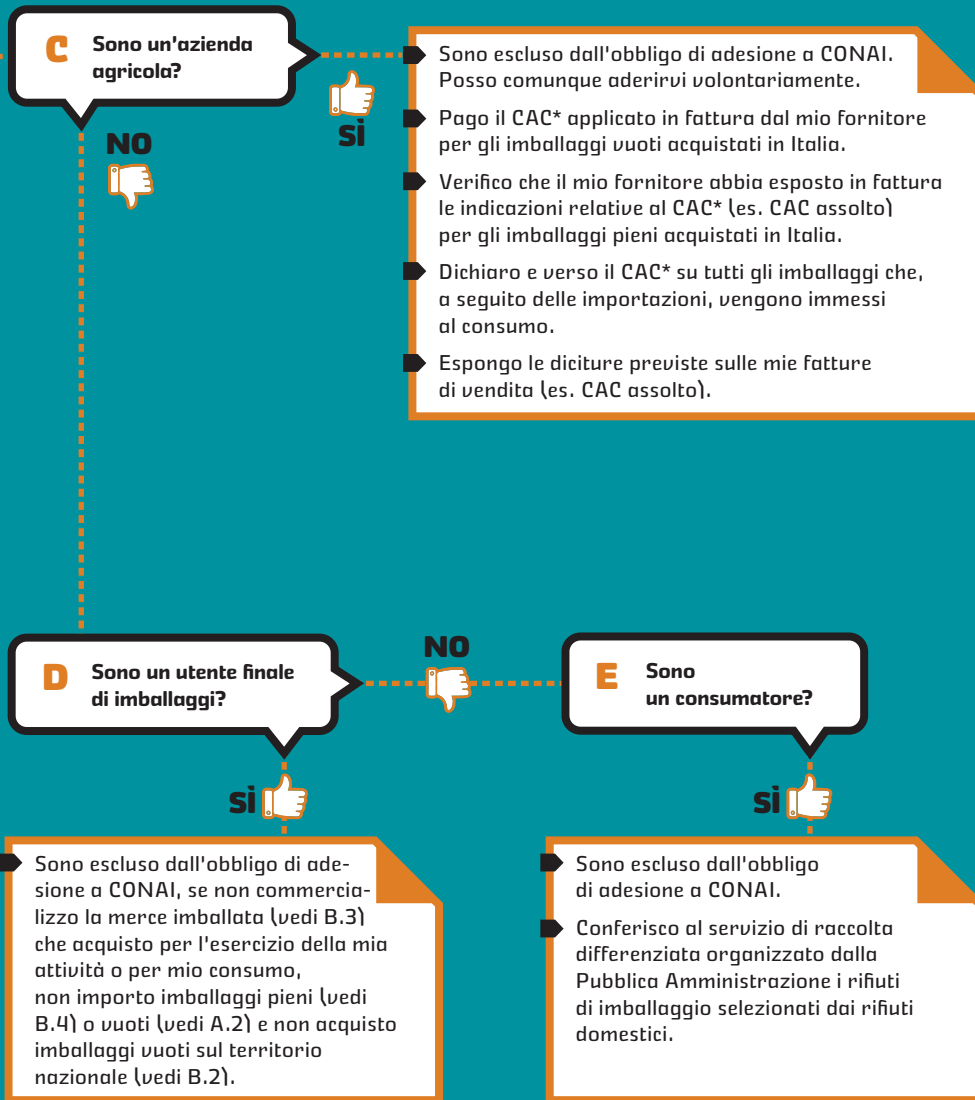 C Sono un'azienda
agricola?
SÌ
NO
Sono escluso dall'obbligo di adesione a CONAI.
Posso comunque aderirvi volontariamente.
Pago il CAC* applicato in fattura dal mio fornitore
per gli imballaggi vuoti acquistati in Italia.
Verifico che il mio fornitore abbia esposto in fattura
le indicazioni relative al CAC* (es. CAC assolto)
per gli imballaggi pieni acquistati in Italia.
Dichiaro e verso il CAC* su tutti gli imballaggi che,
a seguito delle importazioni, vengono immessi
al consumo.
Espongo le diciture previste sulle mie fatture
di vendita (es. CAC assolto).
D Sono un utente finale
di imballaggi?
NO
E Sono
un consumatore?
SÌ
Sono escluso dall'obbligo di ade-
sione a CONAI, se non commercia-
lizzo la merce imballata (vedi B.3)
che acquisto per l'esercizio della mia
attività o per mio consumo,
non importo imballaggi pieni (vedi
B.4) o vuoti (vedi A.2) e non acquisto
imballaggi vuoti sul territorio
nazionale (vedi B.2).
SÌ
Sono escluso dall'obbligo
di adesione a CONAI.
Conferisco al servizio di raccolta
differenziata organizzato dalla
Pubblica Amministrazione i rifiuti
di imballaggio selezionati dai rifiuti
domestici.